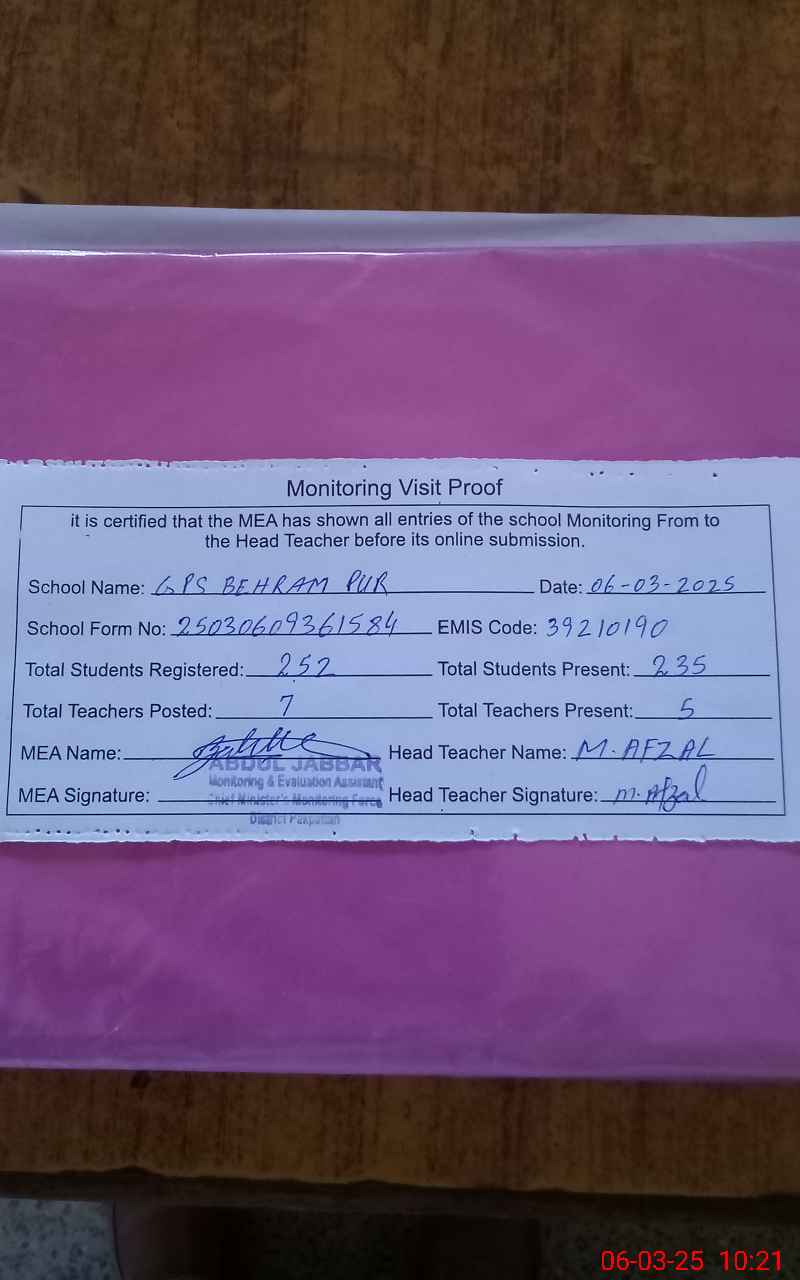 Monitoring Visit Proof
it is certified that the MEA has shown all entries of the school Monitoring From to
the Head Teacher before its online submission.
School Name: GPS BEHRAM PUR Date: 06-03-2025
School Form No: 25030609361584 EMIS Code: 39210190
Total Students Registered: 252 Total Students Present: 235
Total Teachers Posted: 7 Total Teachers Present: 5
MEA Name: Head Teacher Name: M. AFZAL
ABDUL JABBAR
Monitoring & Evaluation Assistant
MEA Signature: Head Teacher Signature: M. Afzal
Chief Minister's Monitoring Force
District Pakpattan
06-03-25 10:21